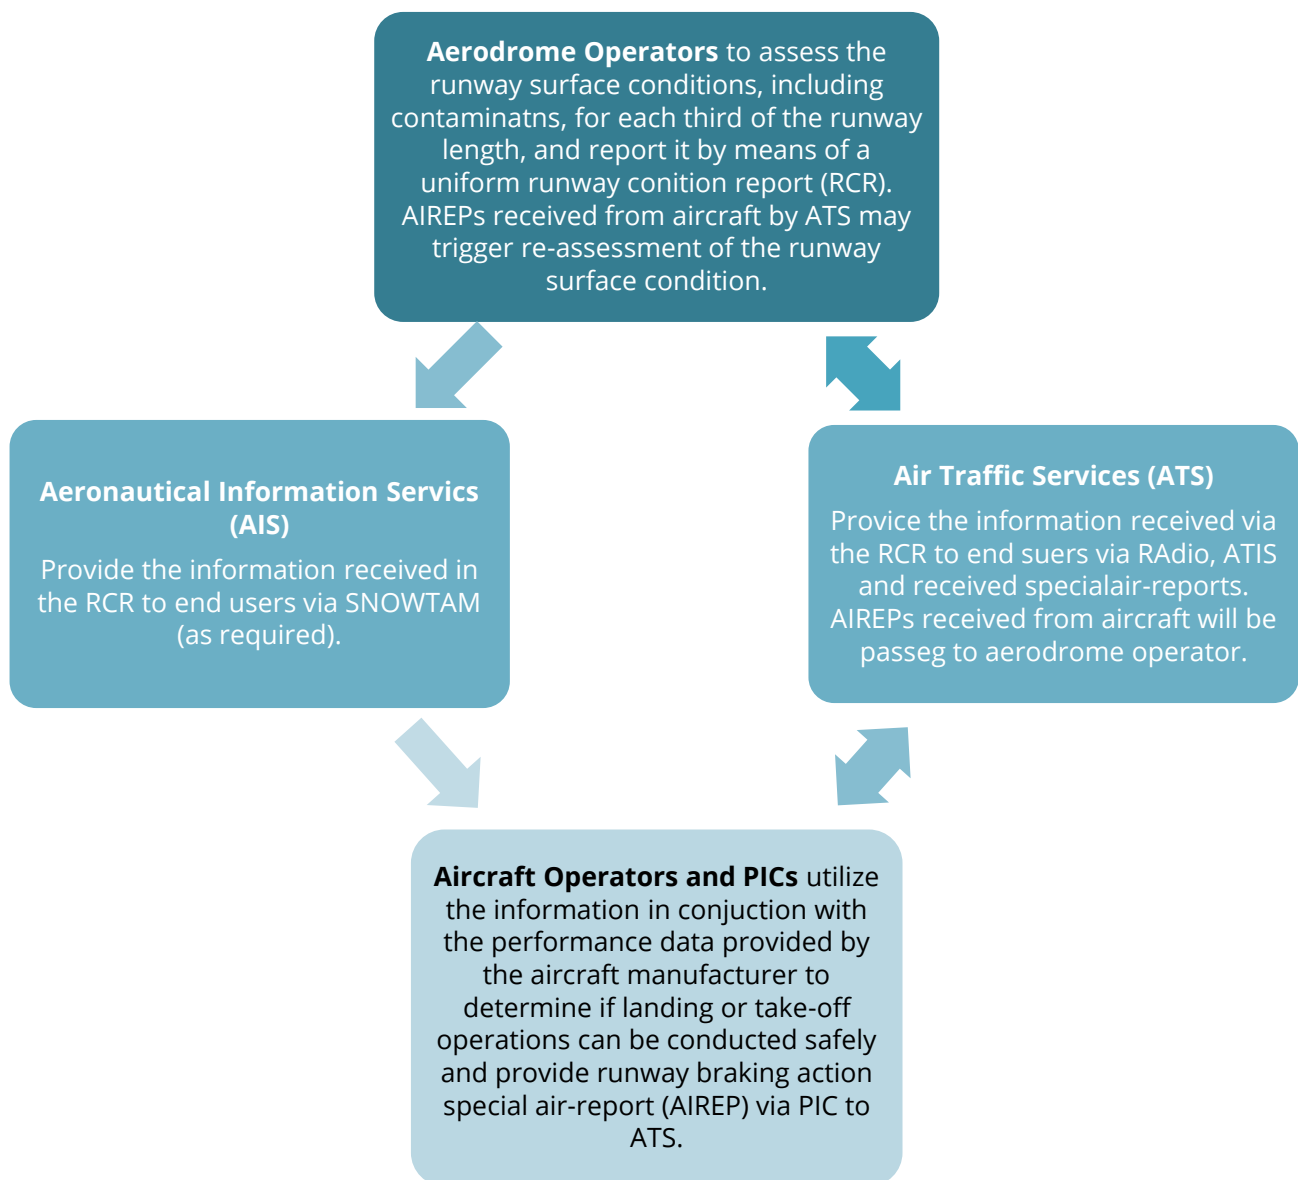 Aerodrome Operators to assess the
runway surface conditions, including
contaminatns, for each third of the runway
length, and report it by means of a
uniform runway conition report (RCR).
AIREPs received from aircraft by ATS may
trigger re-assessment of the runway
surface condition.
Aeronautical Information Servics
(AIS)
Provide the information received in
the RCR to end users via SNOWTAM
(as required).
Air Traffic Services (ATS)
Provice the information received via
the RCR to end suers via RAdio, ATIS
and received specialair-reports.
AIREPs received from aircraft will be
passeg to aerodrome operator.
Aircraft Operators and PICs utilize
the information in conjuction with
the performance data provided by
the aircraft manufacturer to
determine if landing or take-off
operations can be conducted safely
and provide runway braking action
special air-report (AIREP) via PIC to
ATS.